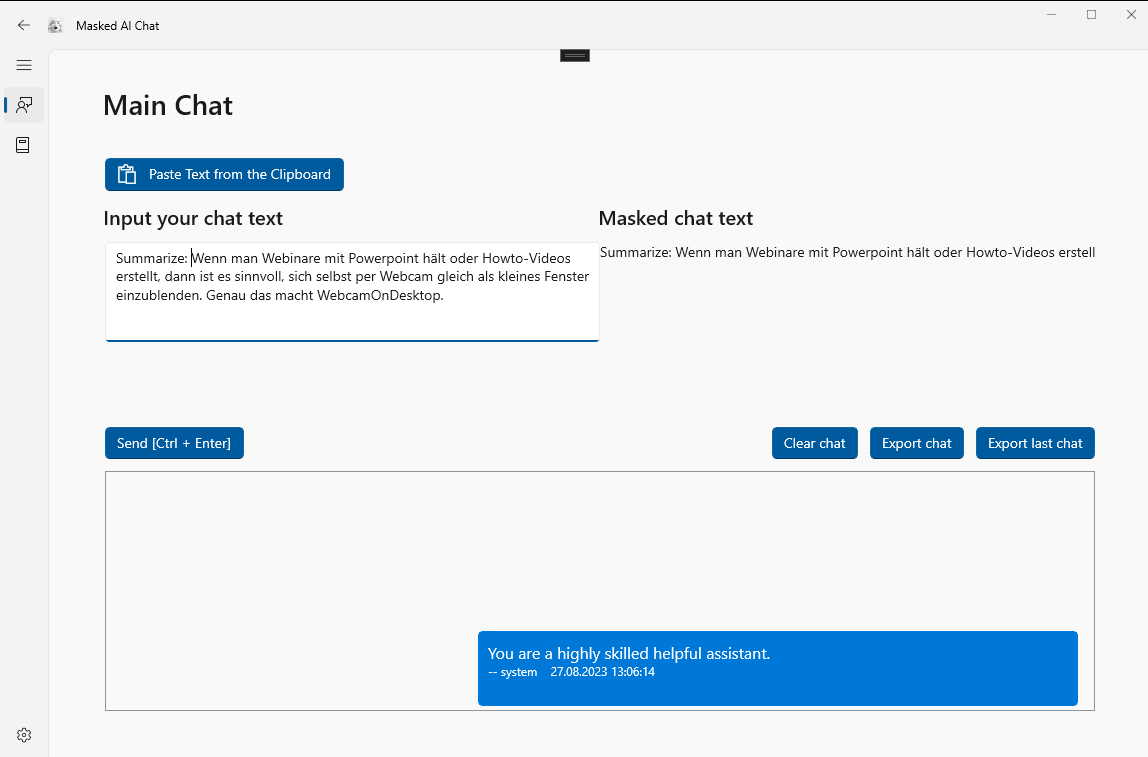 Masked AI Chat
Main Chat
Paste Text from the Clipboard
Input your chat text
Masked chat text
Summarize: Wenn man Webinare mit Powerpoint hält oder Howto-Videos
erstellt, dann ist es sinnvoll, sich selbst per Webcam gleich als kleines Fenster
einzublenden. Genau das macht WebcamOnDesktop.
Summarize: Wenn man Webinare mit Powerpoint hält oder Howto-Videos erstell
Send [Ctrl + Enter]
Clear chat
Export chat
Export last chat
You are a highly skilled helpful assistant.
-- system 27.08.2023 13:06:14